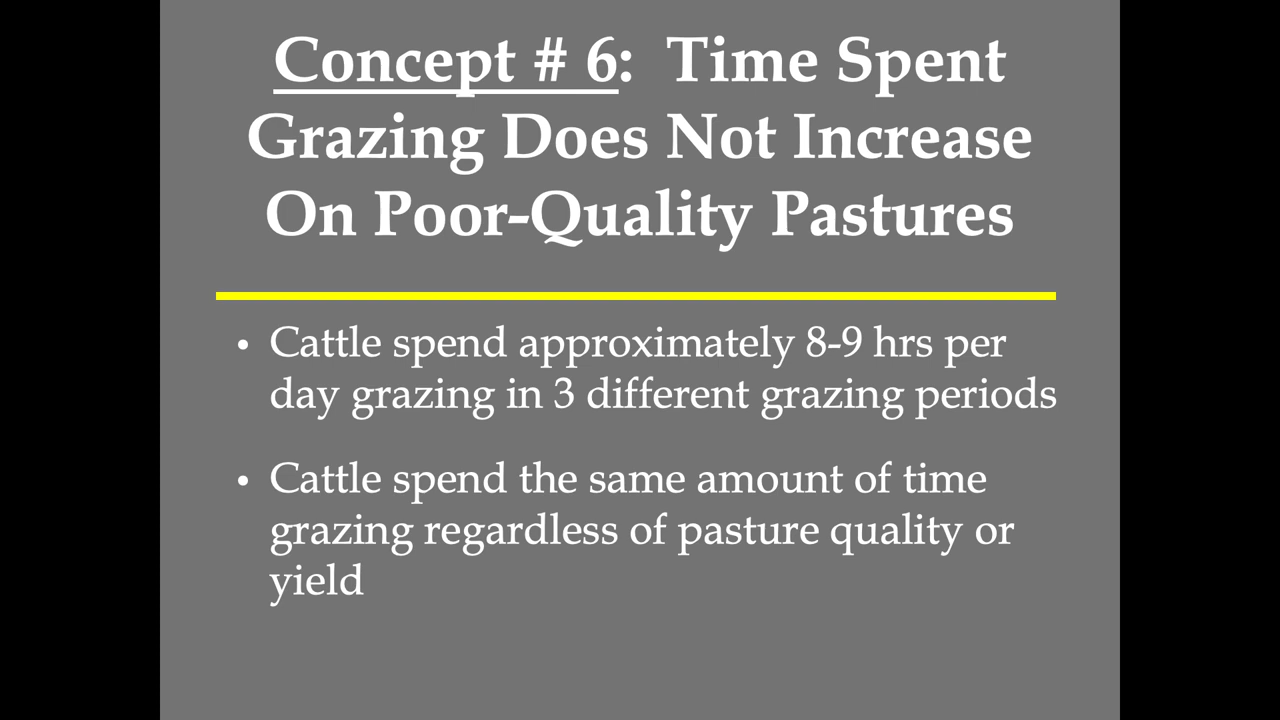 Concept # 6:  Time Spent
Grazing Does Not Increase
On Poor-Quality Pastures
• Cattle spend approximately 8-9 hrs per
day grazing in 3 different grazing periods
• Cattle spend the same amount of time
grazing regardless of pasture quality or
yield